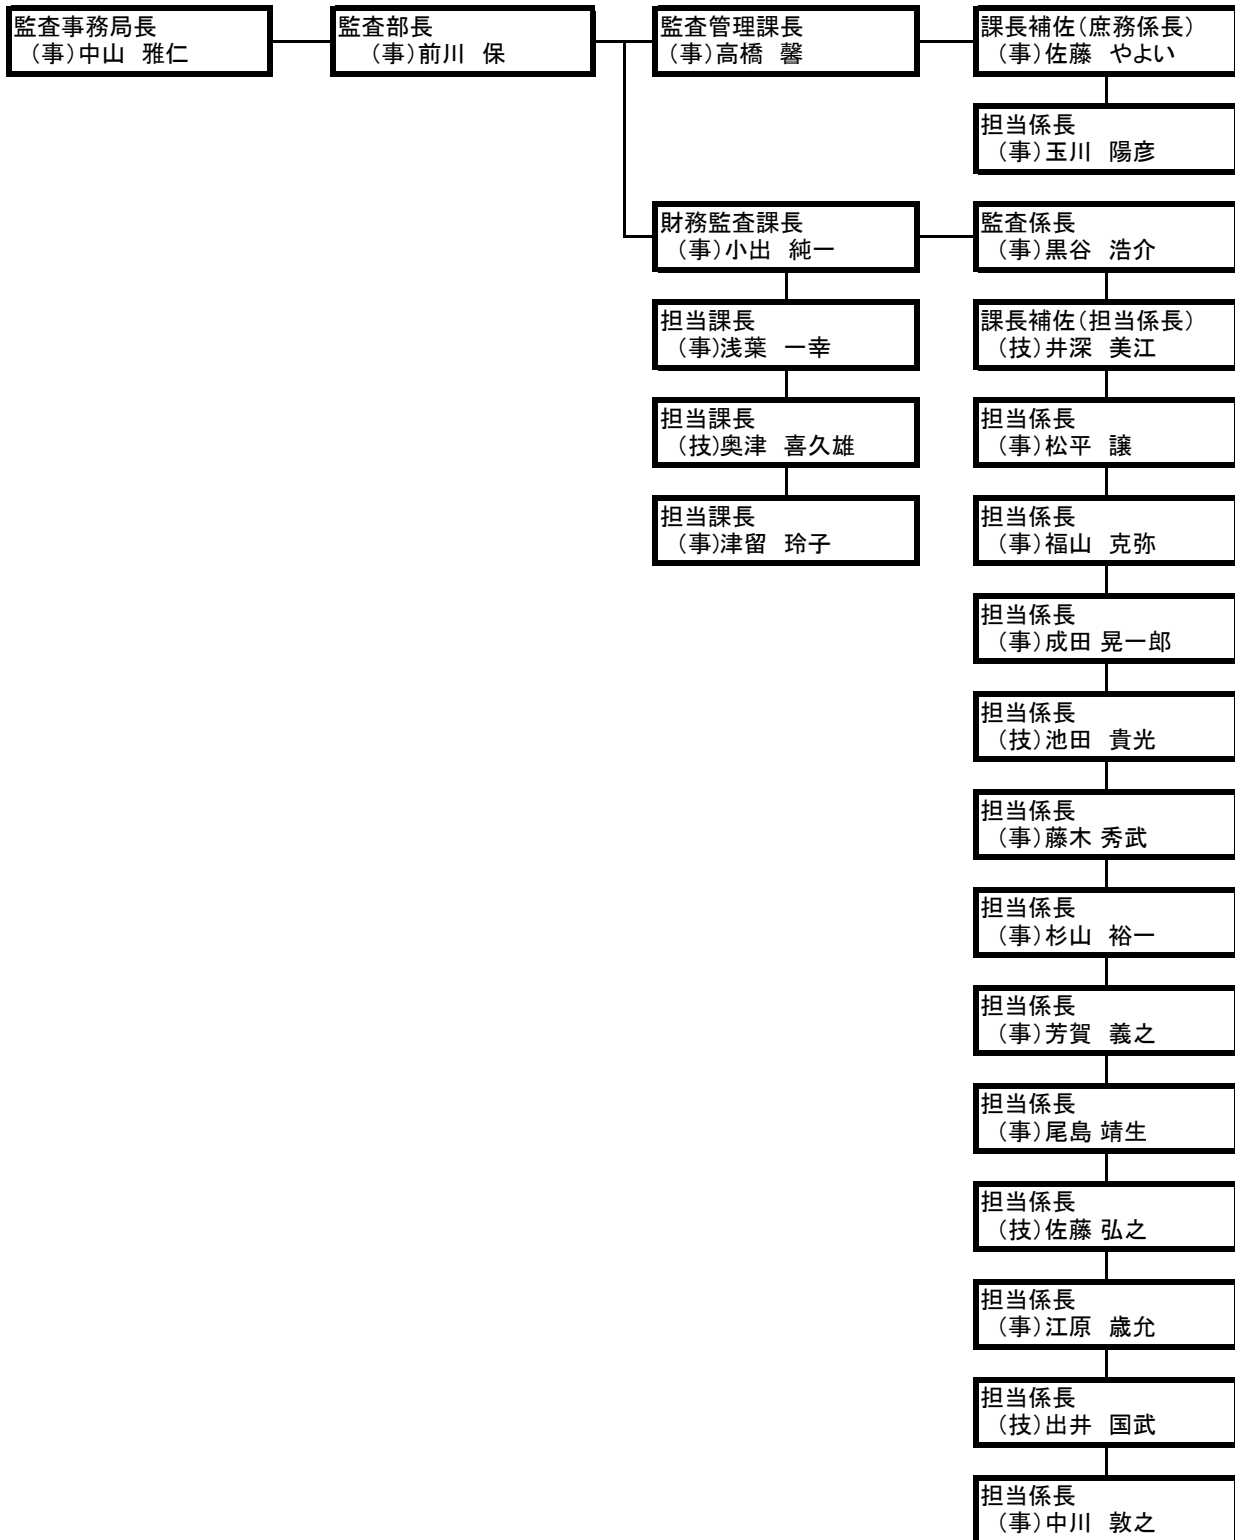 監査事務局長
（事）中山　雅仁
監査部長
（事）前川　保
監査管理課長
（事）高橋　馨
課長補佐（庶務係長）
（事）佐藤　やよい
担当係長
（事）玉川　陽彦
財務監査課長
（事）小出　純一
監査係長
（事）黒谷　浩介
担当課長
（事）浅葉　一幸
課長補佐（担当係長）
（技）井深　美江
担当課長
（技）奥津　喜久雄
担当係長
（事）松平　譲
担当課長
（事）津留　玲子
担当係長
（事）福山　克弥
担当係長
（事）成田 晃一郎
担当係長
（技）池田　貴光
担当係長
（事）藤木 秀武
担当係長
（事）杉山　裕一
担当係長
（事）芳賀　義之
担当係長
（事）尾島 靖生
担当係長
（技）佐藤 弘之
担当係長
（事）江原　歳允
担当係長
（技）出井　国武
担当係長
（事）中川　敦之